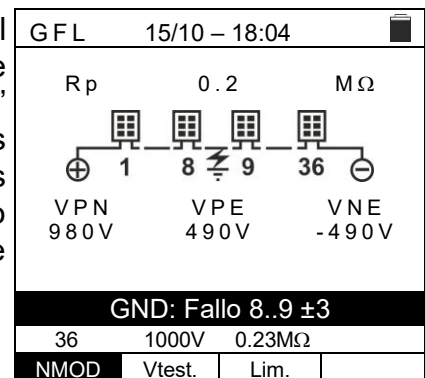 GFL 15/10 – 18:04
Rp 0.2 MΩ
1 8 9 36
VPN VPE VNE
980V 490V -490V
GND: Fallo 8..9 ±3
36 1000V 0.23MΩ
NMOD Vtest. Lim.